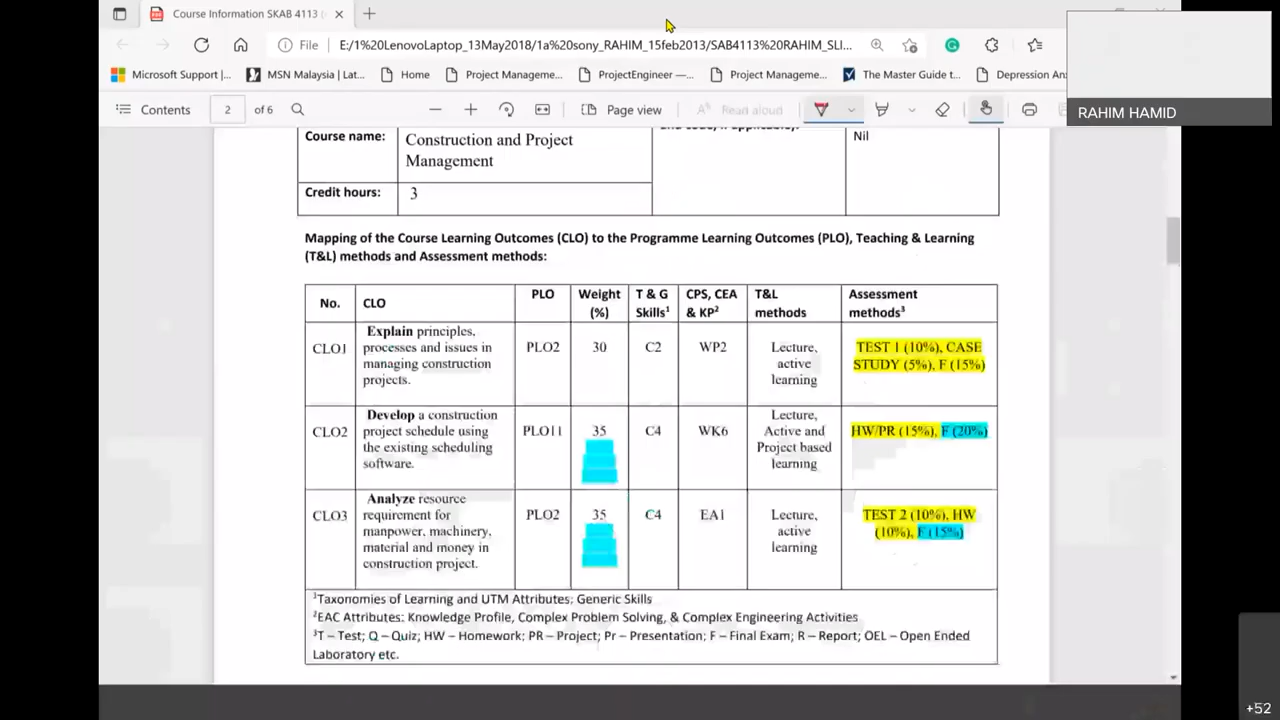 Course Information SKAB 4113 (
File E:/1%20LenovoLaptop_13May2018/1a%20sony_RAHIM_15feb2013/SAB4113%20RAHIM_SLI...
Microsoft Support |... MSN Malaysia | Lat... Home Project Manageme... ProjectEngineer —... Project Manageme... The Master Guide t... Depression An
Contents 2 of 6 Page view Read aloud
RAHIM HAMID
Course name: Construction and Project Management Nil
Credit hours: 3
Mapping of the Course Learning Outcomes (CLO) to the Programme Learning Outcomes (PLO), Teaching & Learning
(T&L) methods and Assessment methods:
No. CLO PLO Weight (%) T & G Skills¹ CPS, CEA & KP² T&L methods Assessment methods³
CLO1 Explain principles, processes and issues in managing construction projects. PLO2 30 C2 WP2 Lecture, active learning TEST 1 (10%), CASE STUDY (5%), F (15%)
CLO2 Develop a construction project schedule using the existing scheduling software. PLO11 35 C4 WK6 Lecture, Active and Project based learning HW/PR (15%), F (20%)
CLO3 Analyze resource requirement for manpower, machinery, material and money in construction project. PLO2 35 C4 EA1 Lecture, active learning TEST 2 (10%), HW (10%), F (15%)
¹Taxonomies of Learning and UTM Attributes; Generic Skills
²EAC Attributes: Knowledge Profile, Complex Problem Solving, & Complex Engineering Activities
³T – Test; Q – Quiz; HW – Homework; PR – Project; Pr – Presentation; F – Final Exam; R – Report; OEL – Open Ended
Laboratory etc.
+52